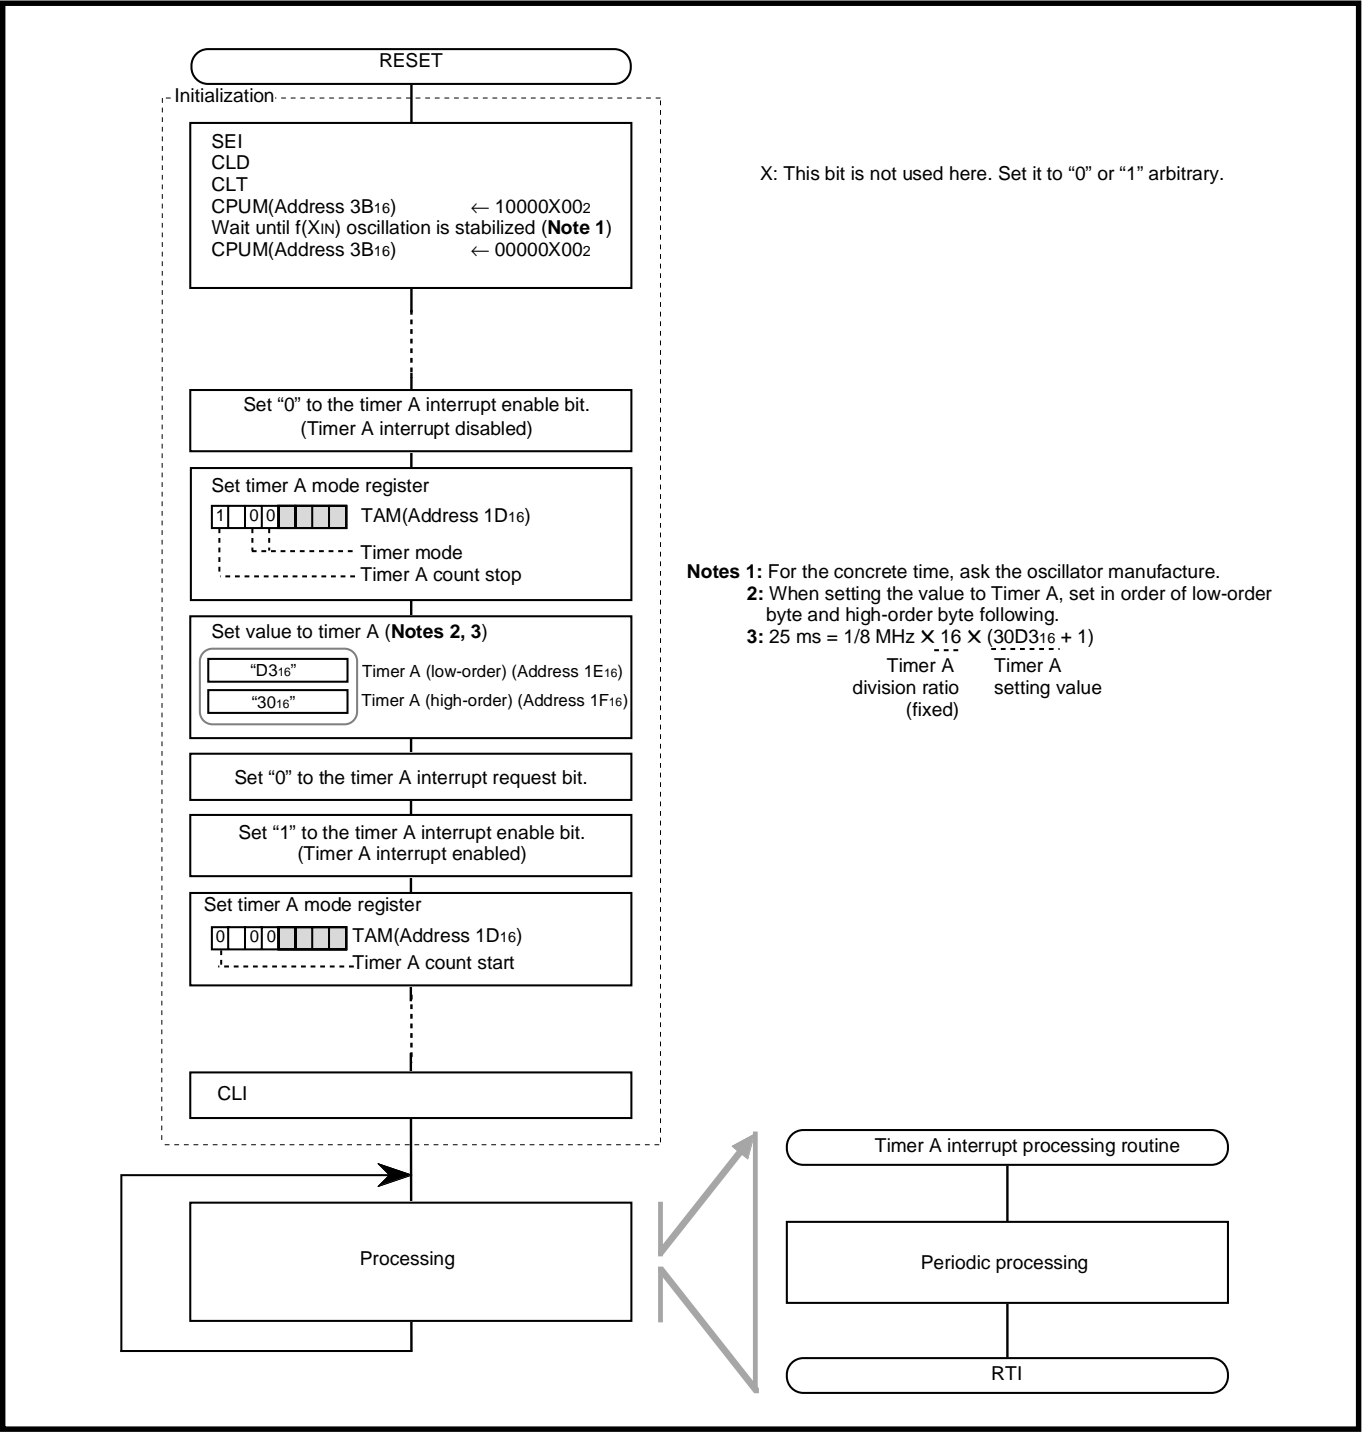 RESET
Initialization
SEI
CLD
CLT
CPUM(Address 3B16) ← 10000X002
Wait until f(XIN) oscillation is stabilized (Note 1)
CPUM(Address 3B16) ← 00000X002
X: This bit is not used here. Set it to “0” or “1” arbitrary.
Set “0” to the timer A interrupt enable bit.
(Timer A interrupt disabled)
Set timer A mode register
1 0 0 TAM(Address 1D16)
Timer mode
Timer A count stop
Set value to timer A (Notes 2, 3)
“D316” Timer A (low-order) (Address 1E16)
“3016” Timer A (high-order) (Address 1F16)
Notes 1: For the concrete time, ask the oscillator manufacture.
2: When setting the value to Timer A, set in order of low-order
byte and high-order byte following.
3: 25 ms = 1/8 MHz ✕ 16 ✕ (30D316 + 1)
Timer A Timer A
division ratio setting value
(fixed)
Set “0” to the timer A interrupt request bit.
Set “1” to the timer A interrupt enable bit.
(Timer A interrupt enabled)
Set timer A mode register
0 0 0 TAM(Address 1D16)
Timer A count start
CLI
Processing
Timer A interrupt processing routine
Periodic processing
RTI